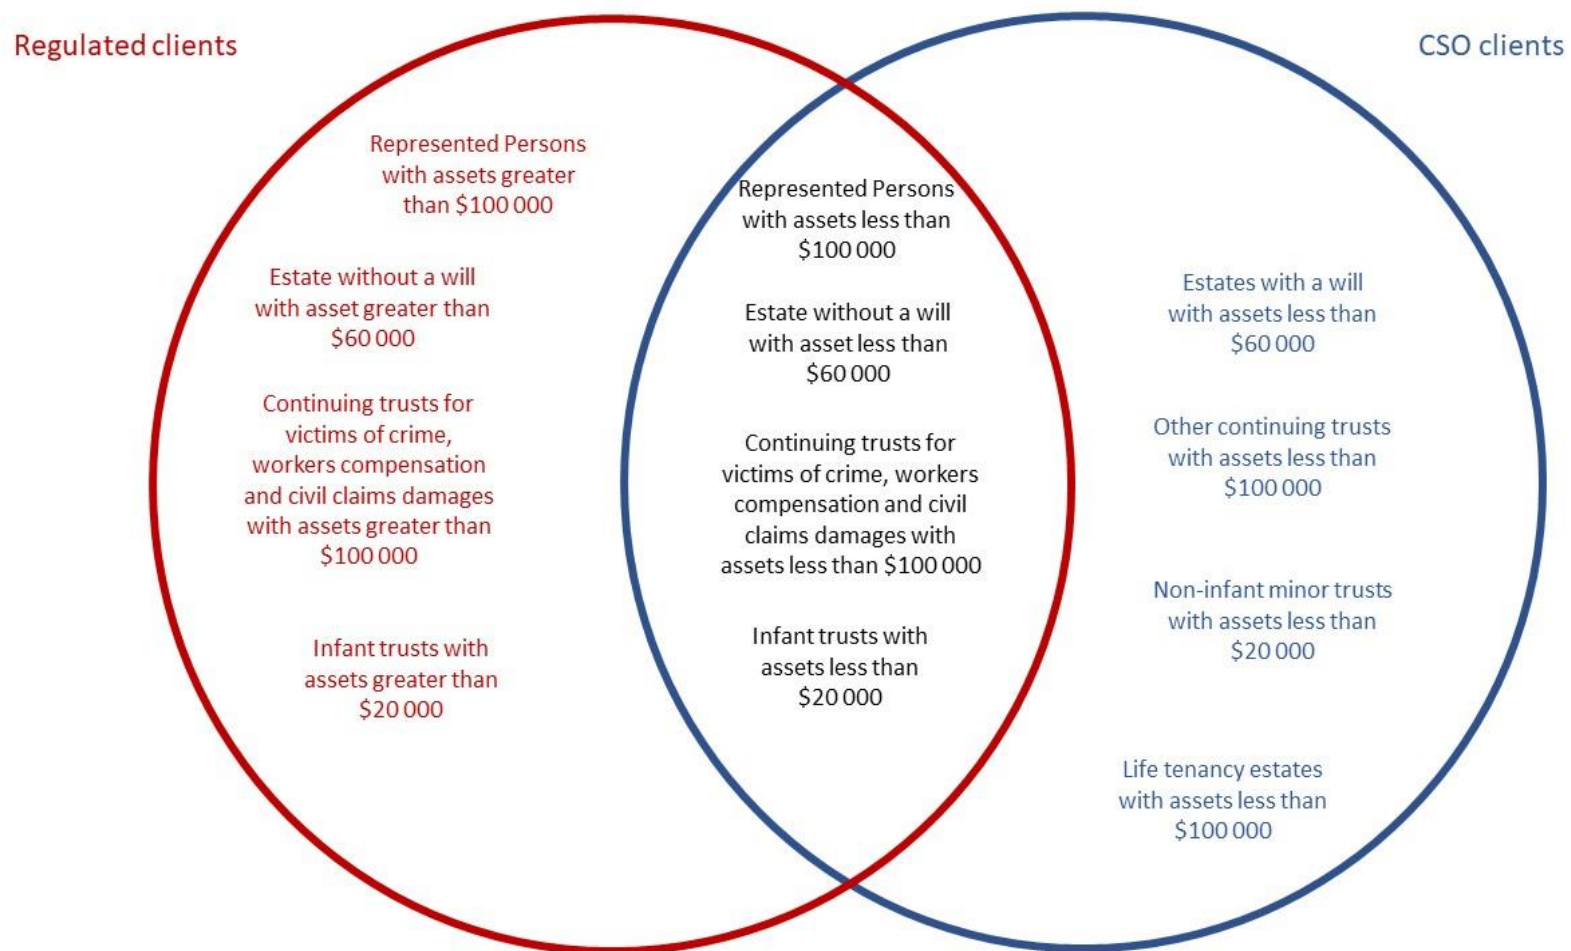 Regulated clients
CSO clients
Represented Persons
with assets greater
than $100 000
Estate without a will
with asset greater than
$60 000
Continuing trusts for
victims of crime,
workers compensation
and civil claims damages
with assets greater than
$100 000
Infant trusts with
assets greater than
$20 000
Represented Persons
with assets less than
$100 000
Estate without a will
with asset less than
$60 000
Continuing trusts for
victims of crime, workers
compensation and civil
claims damages with
assets less than $100 000
Infant trusts with
assets less than
$20 000
Estates with a will
with assets less than
$60 000
Other continuing trusts
with assets less than
$100 000
Non-infant minor trusts
with assets less than
$20 000
Life tenancy estates
with assets less than
$100 000